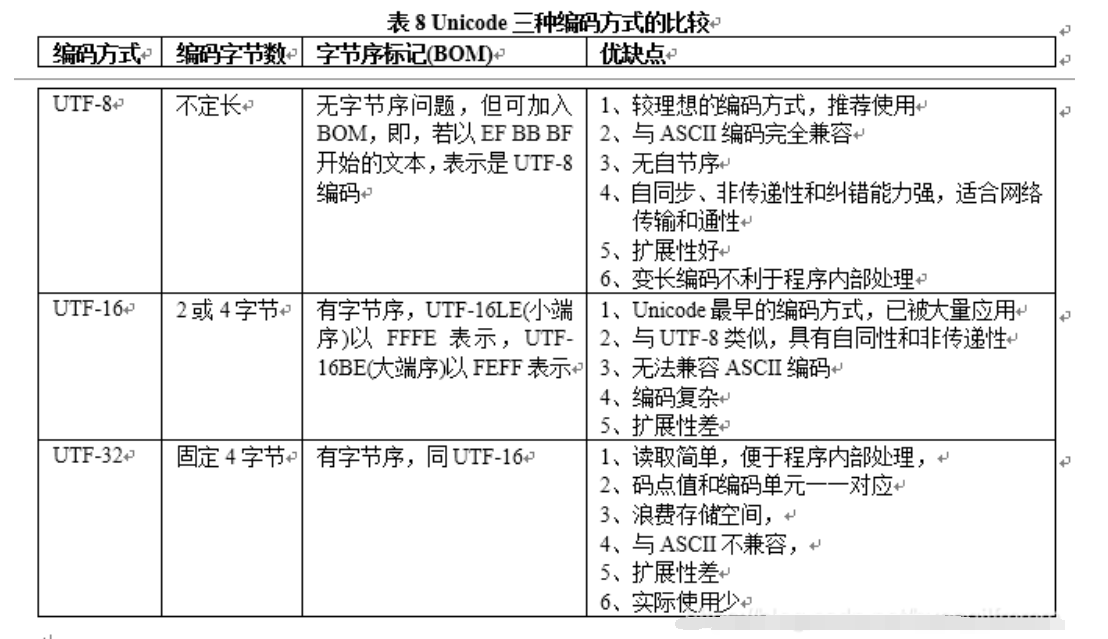 表 8 Unicode 三种编码方式的比较
编码方式 编码字节数 字节序标记(BOM) 优缺点
UTF-8
不定长
无字节序问题，但可加入
BOM，即，若以 EF BB BF
开始的文本，表示是 UTF-8
编码
1、较理想的编码方式，推荐使用
2、与 ASCII 编码完全兼容
3、无自节序
4、自同步、非传递性和纠错能力强，适合网络
传输和通性
5、扩展性好
6、变长编码不利于程序内部处理
UTF-16
2 或 4 字节
有字节序，UTF-16LE(小端
序)以 FFFE 表示，UTF-
16BE(大端序)以 FEFF 表示
1、Unicode 最早的编码方式，已被大量应用
2、与 UTF-8 类似，具有自同性和非传递性
3、无法兼容 ASCII 编码
4、编码复杂
5、扩展性差
UTF-32
固定 4 字节
有字节序，同 UTF-16
1、读取简单，便于程序内部处理，
2、码点值和编码单元一一对应
3、浪费存储空间，
4、与 ASCII 不兼容，
5、扩展性差
6、实际使用少